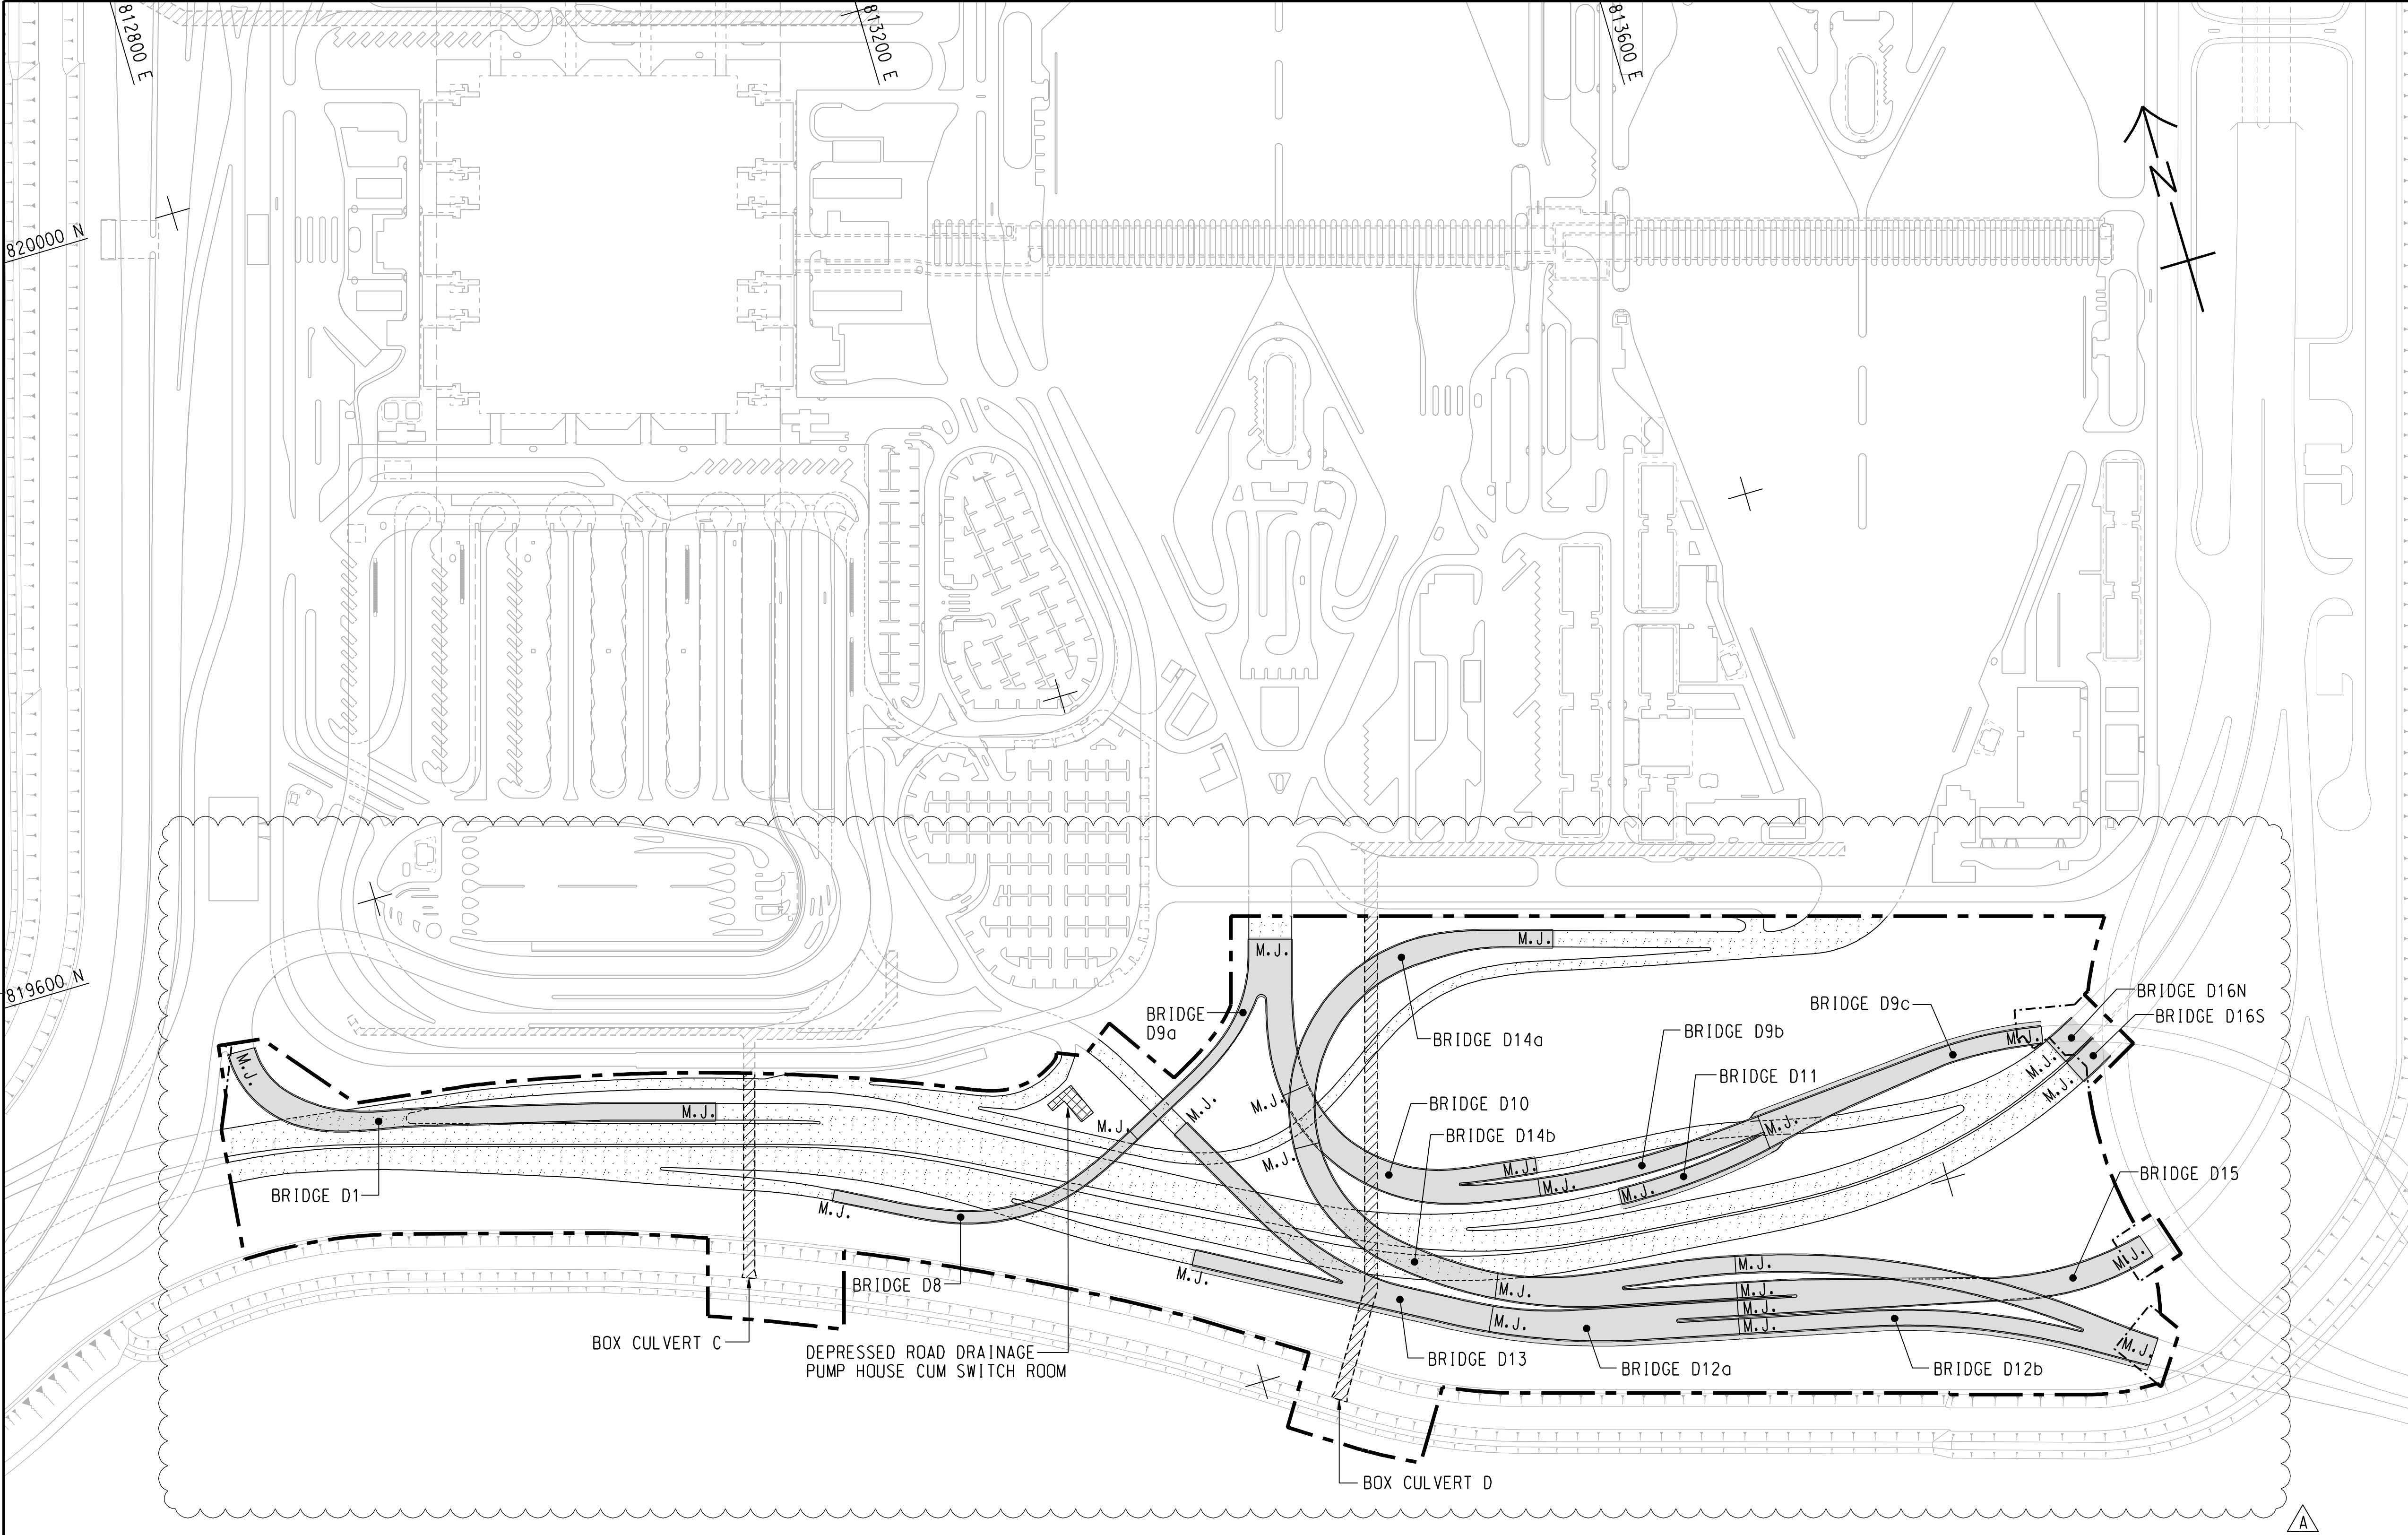 812800 E
813200 E
813600 E
N
820000 N
819600 N
M.J.
M.J.
M.J.
BRIDGE
D9a
BRIDGE D14a
BRIDGE D9c
BRIDGE D16N
BRIDGE D16S
BRIDGE D9b
M.J.
M.J.
M.J.
M.J.
BRIDGE D11
M.J.
M.J.
BRIDGE D10
M.J.
M.J.
M.J.
BRIDGE D14b
M.J.
M.J.
M.J.
M.J.
BRIDGE D15
BRIDGE D1
M.J.
M.J.
BRIDGE D8
M.J.
M.J.
M.J.
M.J.
M.J.
M.J.
M.J.
M.J.
BOX CULVERT C
DEPRESSED ROAD DRAINAGE
PUMP HOUSE CUM SWITCH ROOM
BRIDGE D13
BRIDGE D12a
BRIDGE D12b
BOX CULVERT D
A